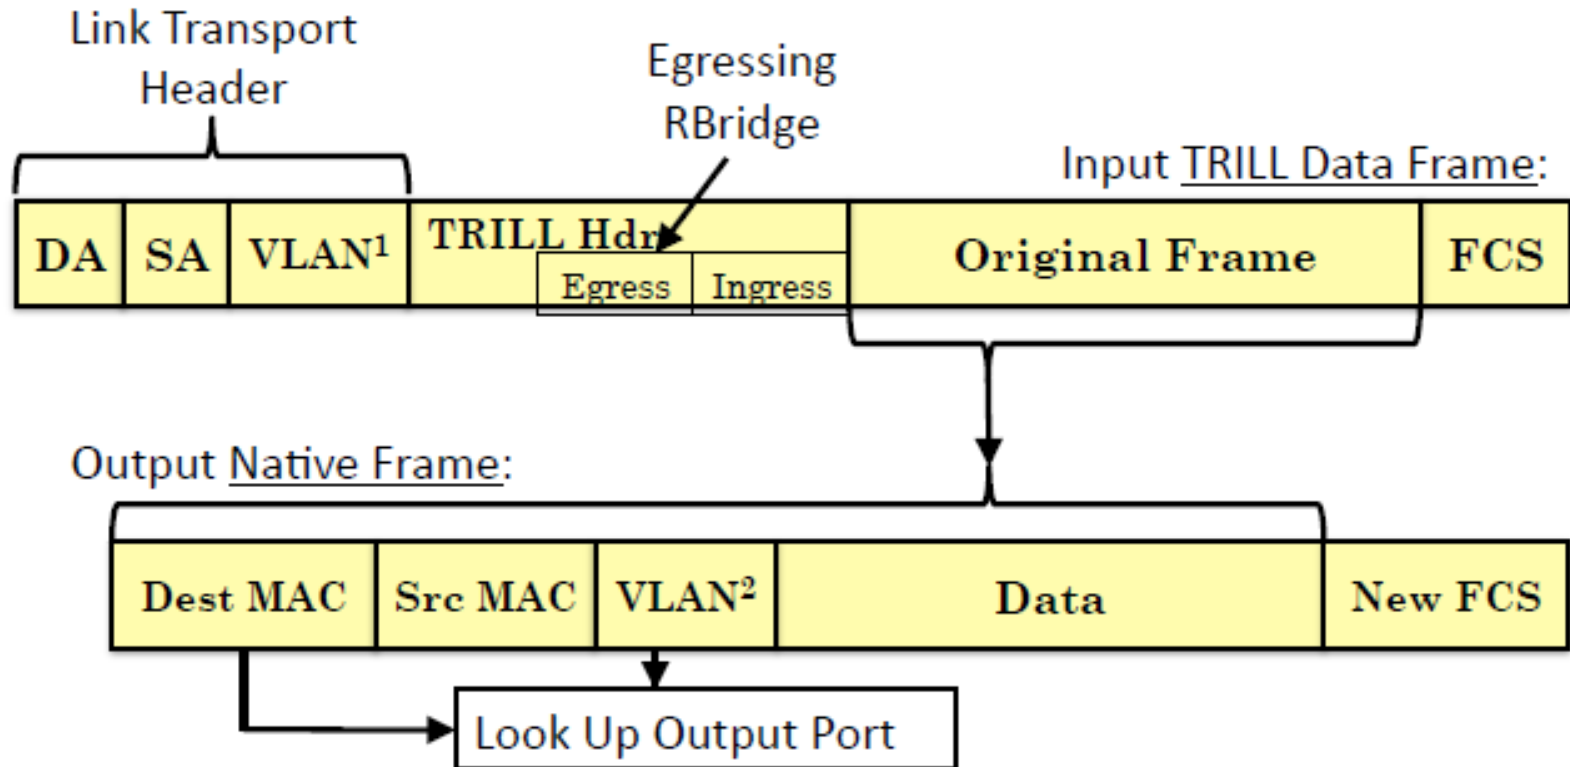 Link Transport
Header
Egressing
RBridge
Input TRILL Data Frame:
DA SA VLAN¹ TRILL Hdr Original Frame FCS
Egress Ingress
Output Native Frame:
Dest MAC Src MAC VLAN² Data New FCS
Look Up Output Port